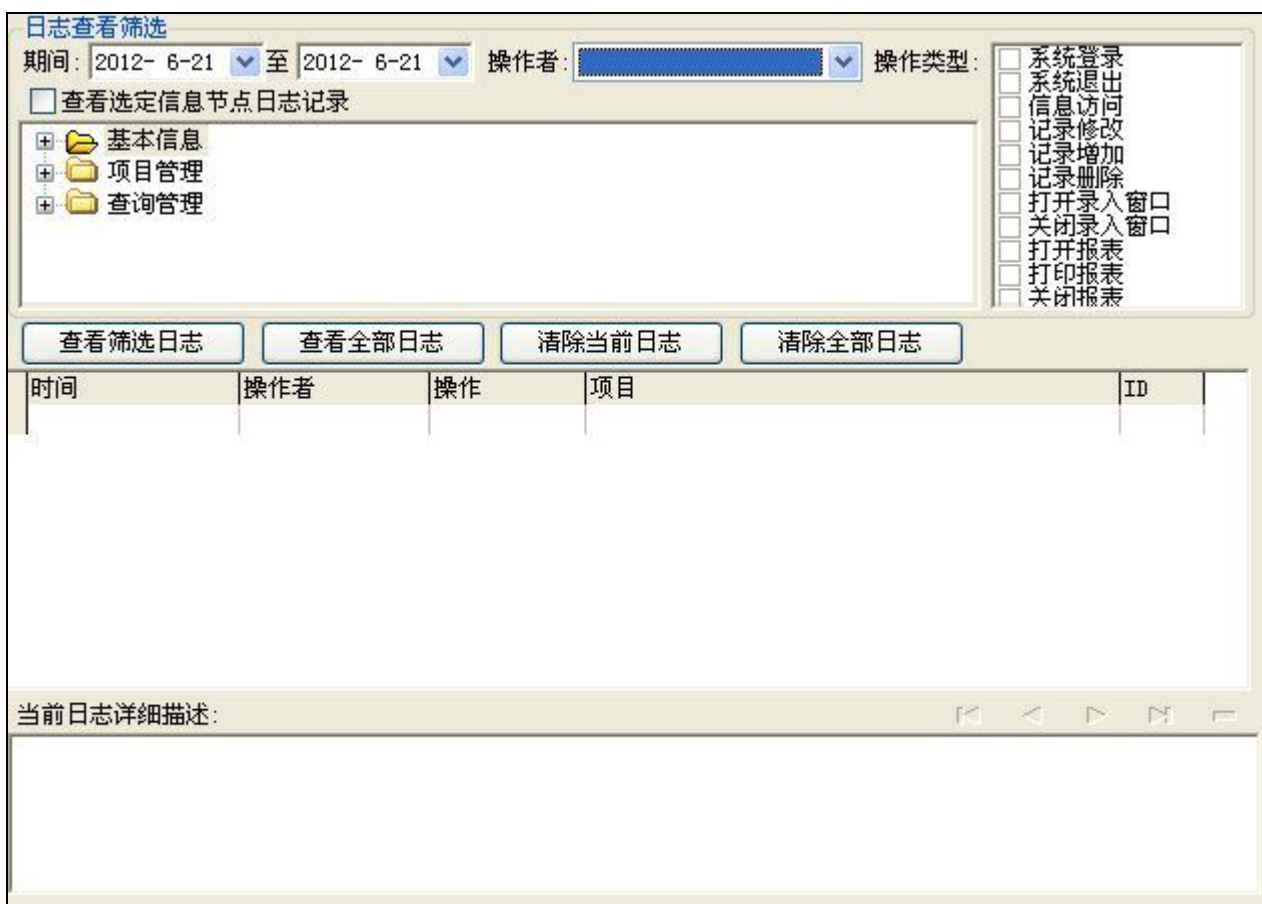 日志查看筛选
期间: 2012- 6-21 至 2012- 6-21 操作者: 操作类型:
系统登录
系统退出
信息访问
记录修改
记录增加
记录删除
打开录入窗口
关闭录入窗口
打开报表
打印报表
关闭报表
查看选定信息节点日志记录
基本信息
项目管理
查询管理
查看筛选日志 查看全部日志 清除当前日志 清除全部日志
时间 操作者 操作 项目 ID
当前日志详细描述: